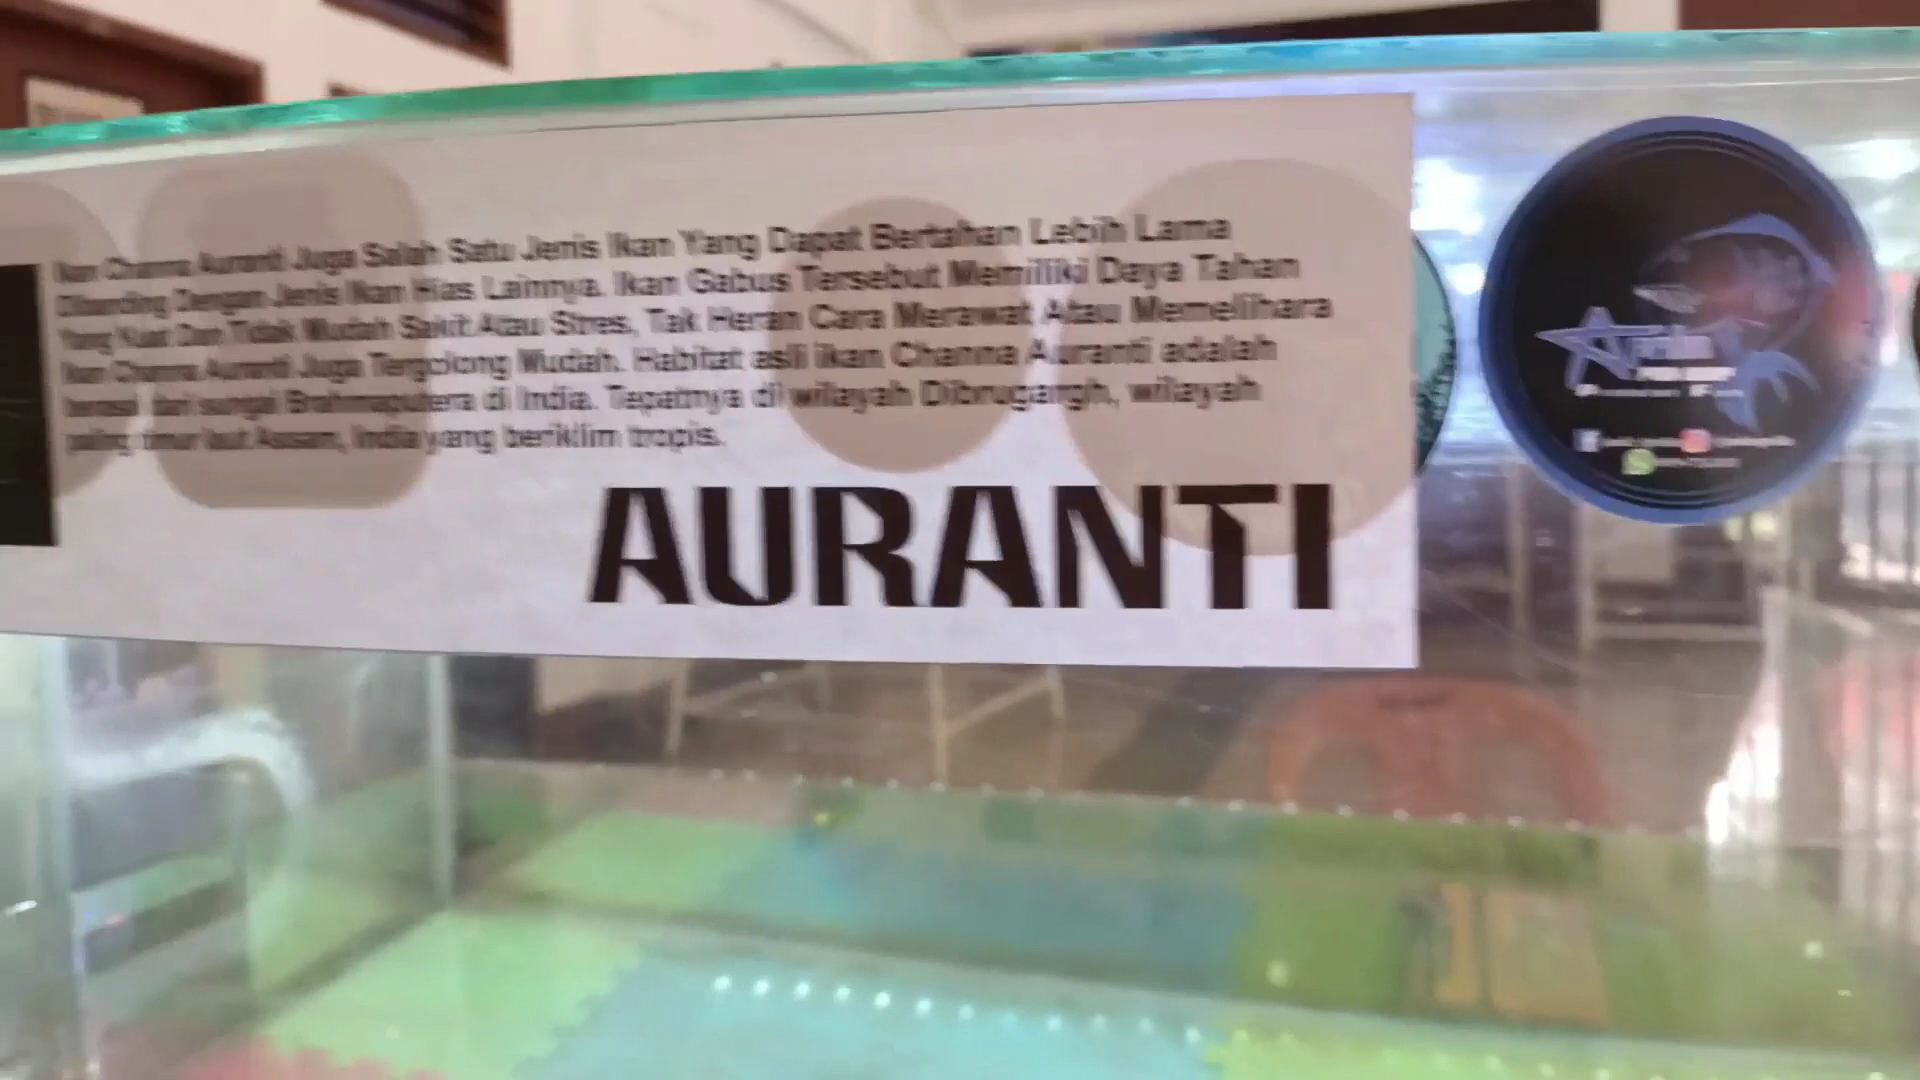 Ikan Channa Auranti Juga Salah Satu Jenis Ikan Yang Dapat Bertahan Lebih Lama
Dibanding Dengan Jenis Ikan Hias Lainnya. Ikan Gabus Tersebut Memiliki Daya Tahan
Yang Kuat Dan Tidak Mudah Sakit Atau Stres, Tak Heran Cara Merawat Atau Memelihara
Ikan Channa Auranti Juga Tergolong Mudah. Habitat asli ikan Channa Auranti adalah
berasal dari sungai Brahmaputera di India. Tepatnya di wilayah Dibrugargh, wilayah
paling timur laut Assam, India yang beriklim tropis.
AURANTI